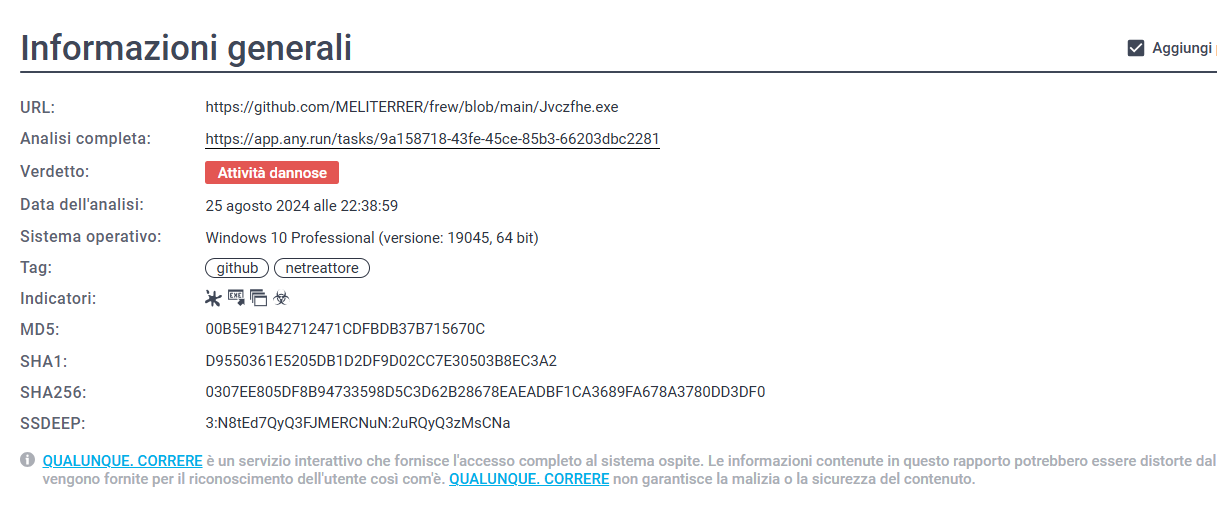 Informazioni generali
Aggiungi
URL: https://github.com/MELITERRER/frew/blob/main/Jvczfhe.exe
Analisi completa: https://app.any.run/tasks/9a158718-43fe-45ce-85b3-66203dbc2281
Verdetto: Attività dannose
Data dell'analisi: 25 agosto 2024 alle 22:38:59
Sistema operativo: Windows 10 Professional (versione: 19045, 64 bit)
Tag: github netreattore
Indicatori: EXE
MD5: 00B5E91B42712471CDFBDB37B715670C
SHA1: D9550361E5205DB1D2DF9D02CC7E30503B8EC3A2
SHA256: 0307EE805DF8B94733598D5C3D62B28678EAEADBF1CA3689FA678A3780DD3DF0
SSDEEP: 3:N8tEd7QyQ3FJMERCNuN:2uRQyQ3zMsCNa
QUALUNQUE. CORRERE è un servizio interattivo che fornisce l'accesso completo al sistema ospite. Le informazioni contenute in questo rapporto potrebbero essere distorte dal
vengono fornite per il riconoscimento dell'utente così com'è. QUALUNQUE. CORRERE non garantisce la malizia o la sicurezza del contenuto.